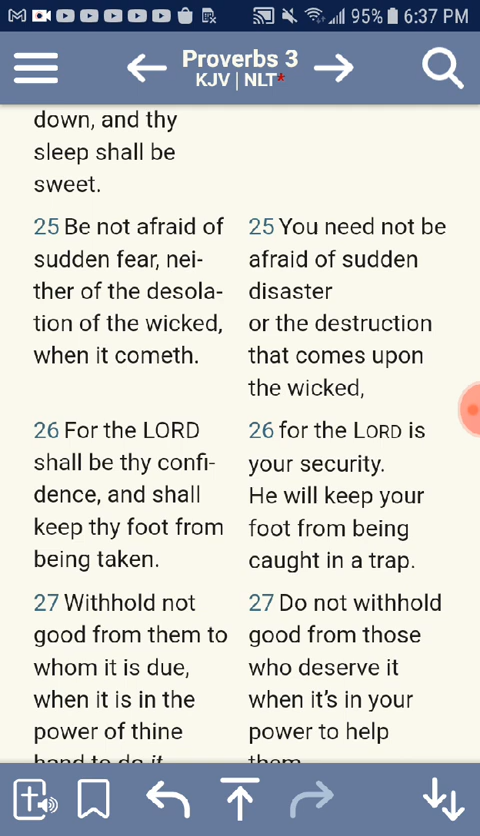 95% 6:37 PM
Proverbs 3
KJV | NLT*
down, and thy
sleep shall be
sweet.
25 Be not afraid of
sudden fear, nei-
ther of the desola-
tion of the wicked,
when it cometh.
25 You need not be
afraid of sudden
disaster
or the destruction
that comes upon
the wicked,
26 For the LORD
shall be thy confi-
dence, and shall
keep thy foot from
being taken.
26 for the LORD is
your security.
He will keep your
foot from being
caught in a trap.
27 Withhold not
good from them to
whom it is due,
when it is in the
power of thine
hand to do it.
27 Do not withhold
good from those
who deserve it
when it’s in your
power to help
them.